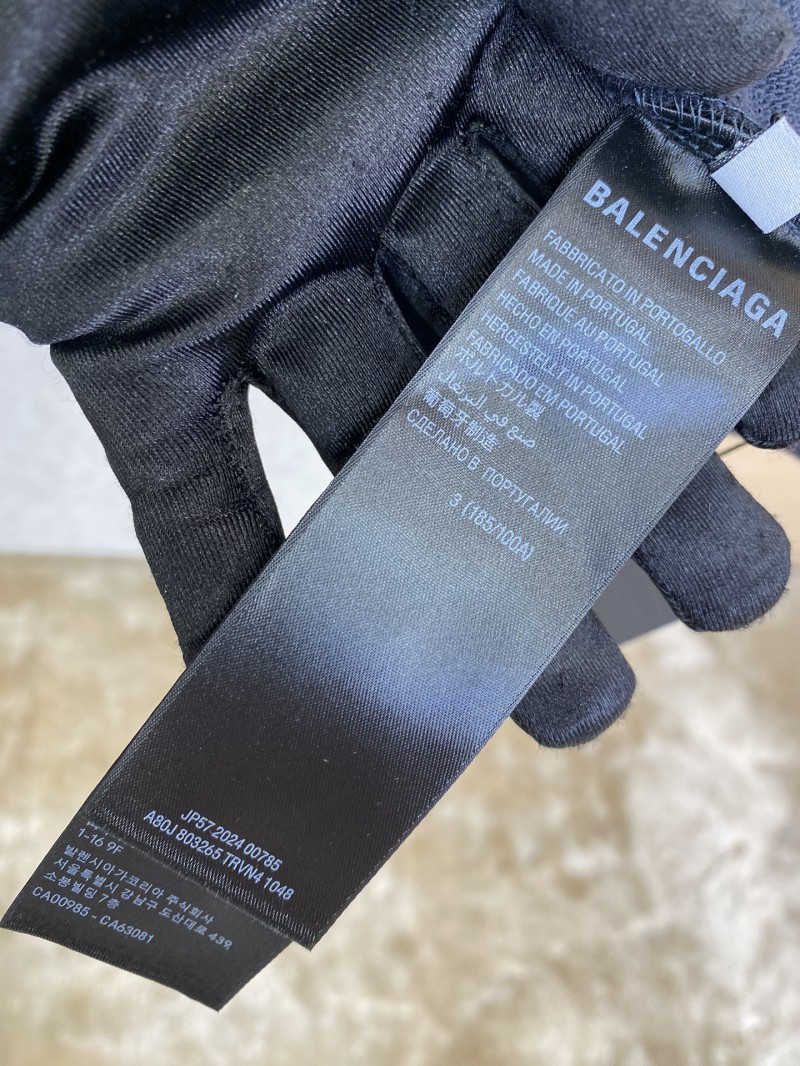 BALENCIAGA
FABBRICATO IN PORTOGALLO
MADE IN PORTUGAL
FABRIQUE AU PORTUGAL
HECHO EN PORTUGAL
HERGESTELLT IN PORTUGAL
FABRICADO EM PORTUGAL
ポルトガル製
صنع في البرتغال
葡萄牙制造
СДЕЛАНО В ПОРТУГАЛИИ
3 (185/100A)
JP57 2024 00785
A80J 803265 TRVN4 1048
1-16 9F
발렌시아가코리아 주식회사
서울특별시 강남구 도산대로 439,
소봉빌딩 7층
CA00985 - CA63081